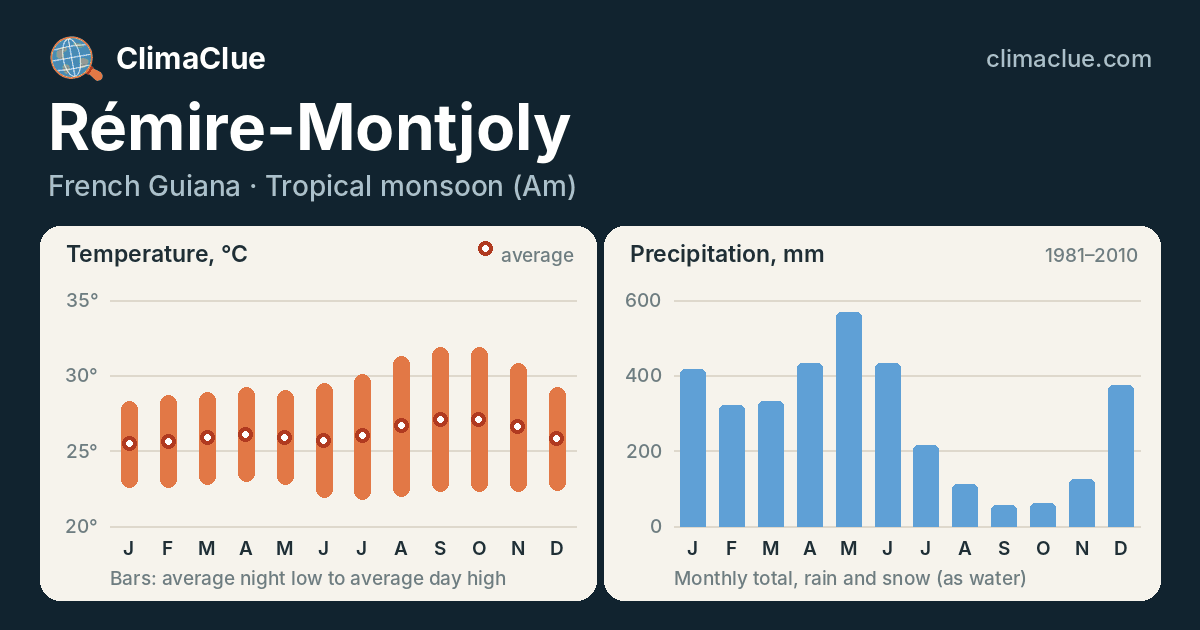 ClimaClue
climaclue.com
Rémire-Montjoly
French Guiana · Tropical monsoon (Am)
Temperature, °C
average
35°
30°
25°
20°
J F M A M J J A S O N D
Bars: average night low to average day high
Precipitation, mm
1981–2010
600
400
200
0
J F M A M J J A S O N D
Monthly total, rain and snow (as water)